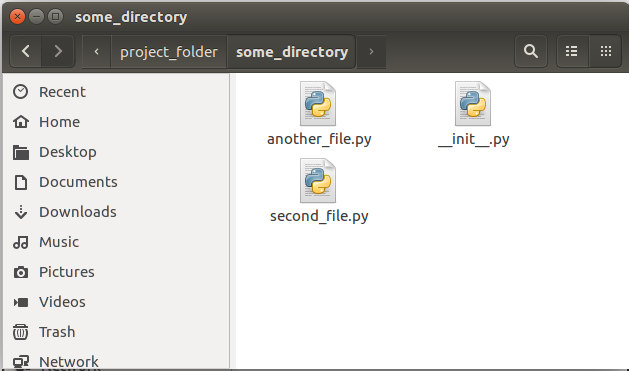 some_directory
project_folder some_directory
Recent
Home
Desktop
Documents
Downloads
Music
Pictures
Videos
Trash
Network
another_file.py __init__.py
second_file.py